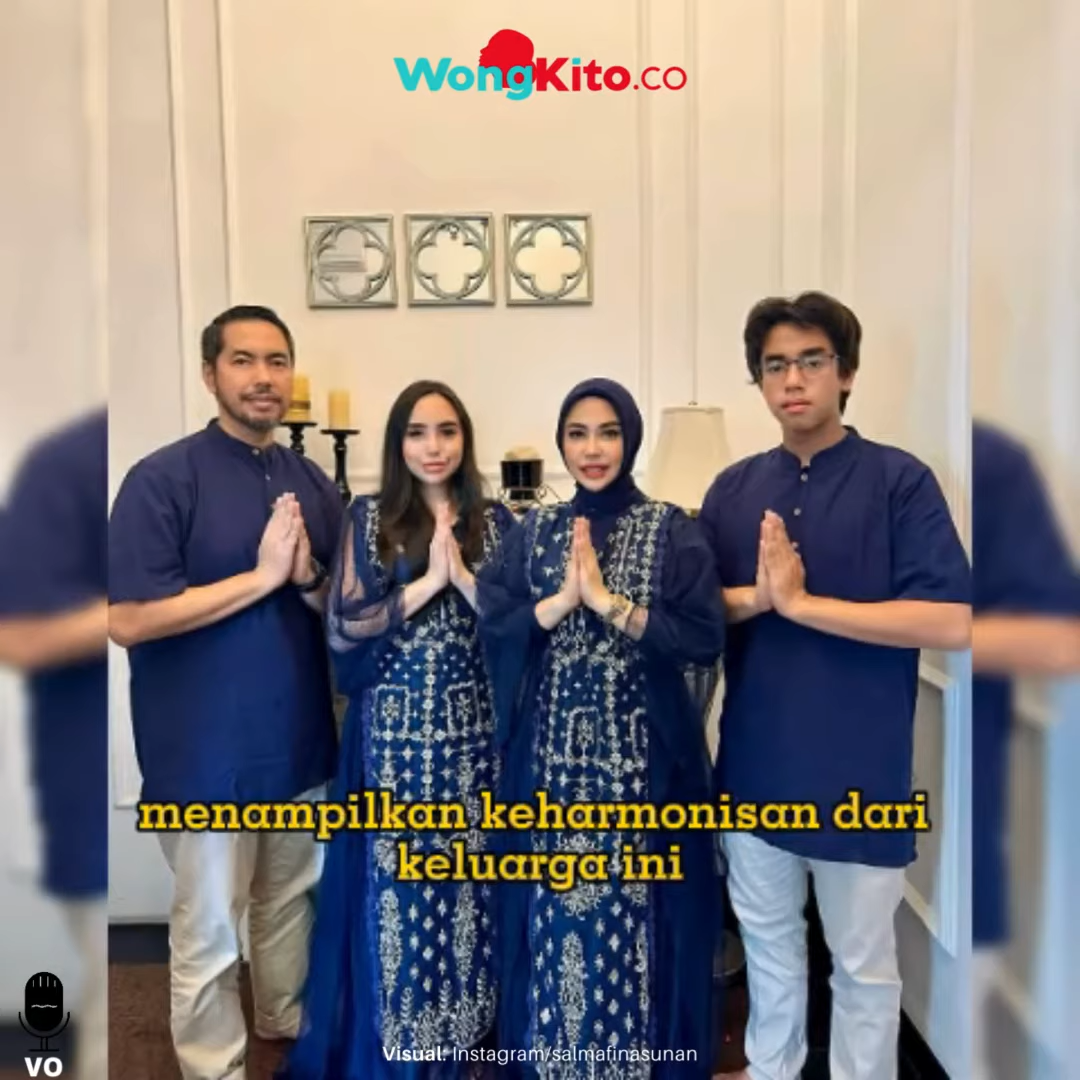 WongKito.co
menampilkan keharmonisan dari
keluarga ini
Visual: Instagram/salmafinasunan
VO